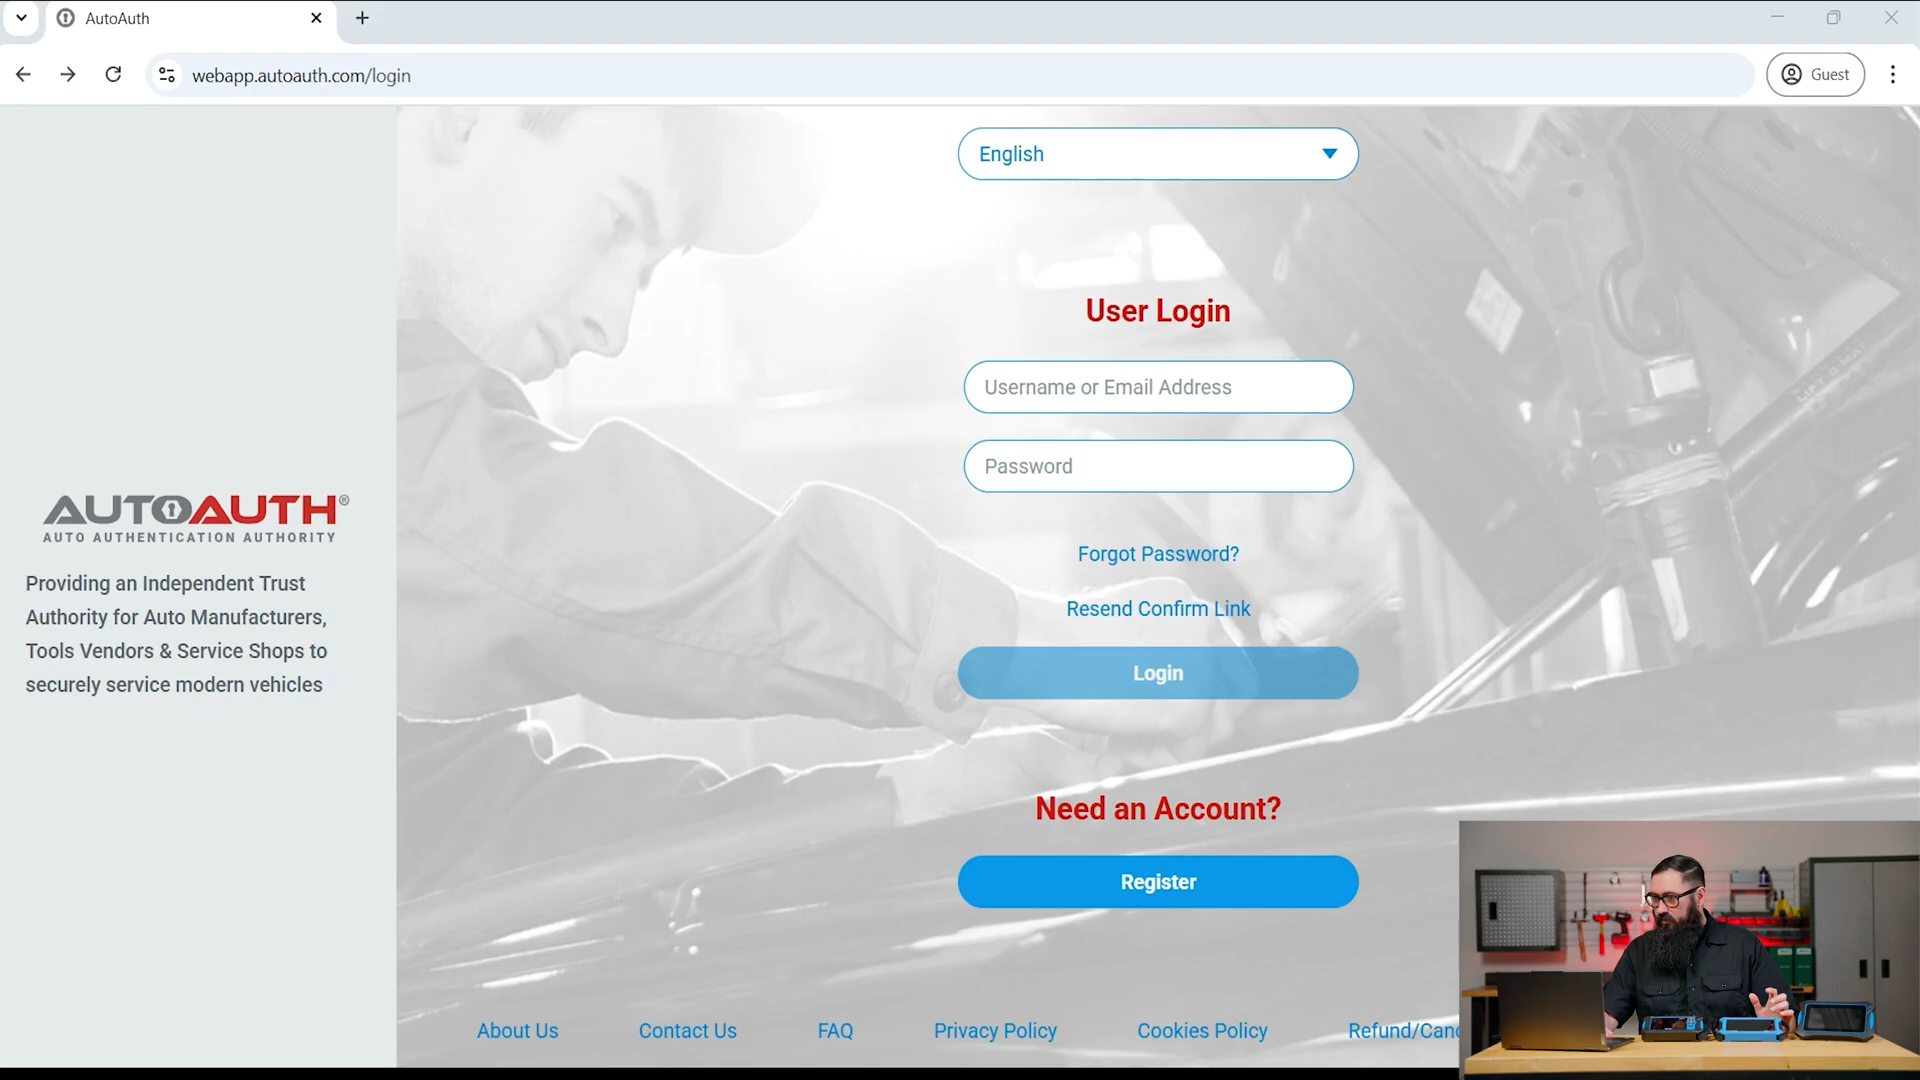 AutoAuth
webapp.autoauth.com/login
Guest
English
User Login
Username or Email Address
Password
Forgot Password?
Resend Confirm Link
Login
Need an Account?
Register
AUTOAUTH®
AUTO AUTHENTICATION AUTHORITY
Providing an Independent Trust
Authority for Auto Manufacturers,
Tools Vendors & Service Shops to
securely service modern vehicles
About Us
Contact Us
FAQ
Privacy Policy
Cookies Policy
Refund/Canc